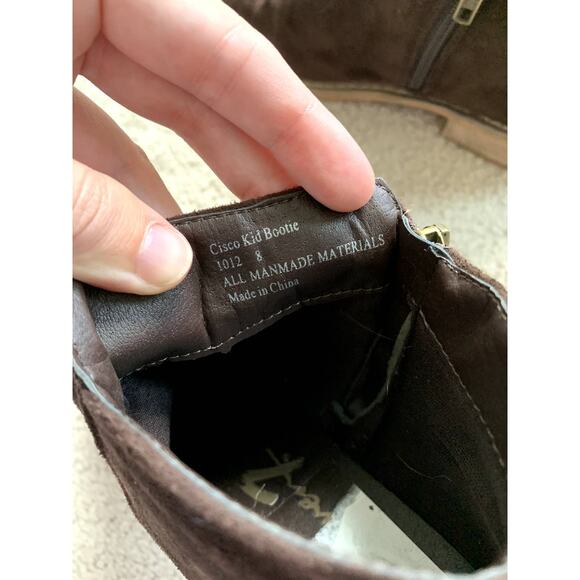 Cisco Kid Bootie
1012 8
ALL MANMADE MATERIALS
Made in China